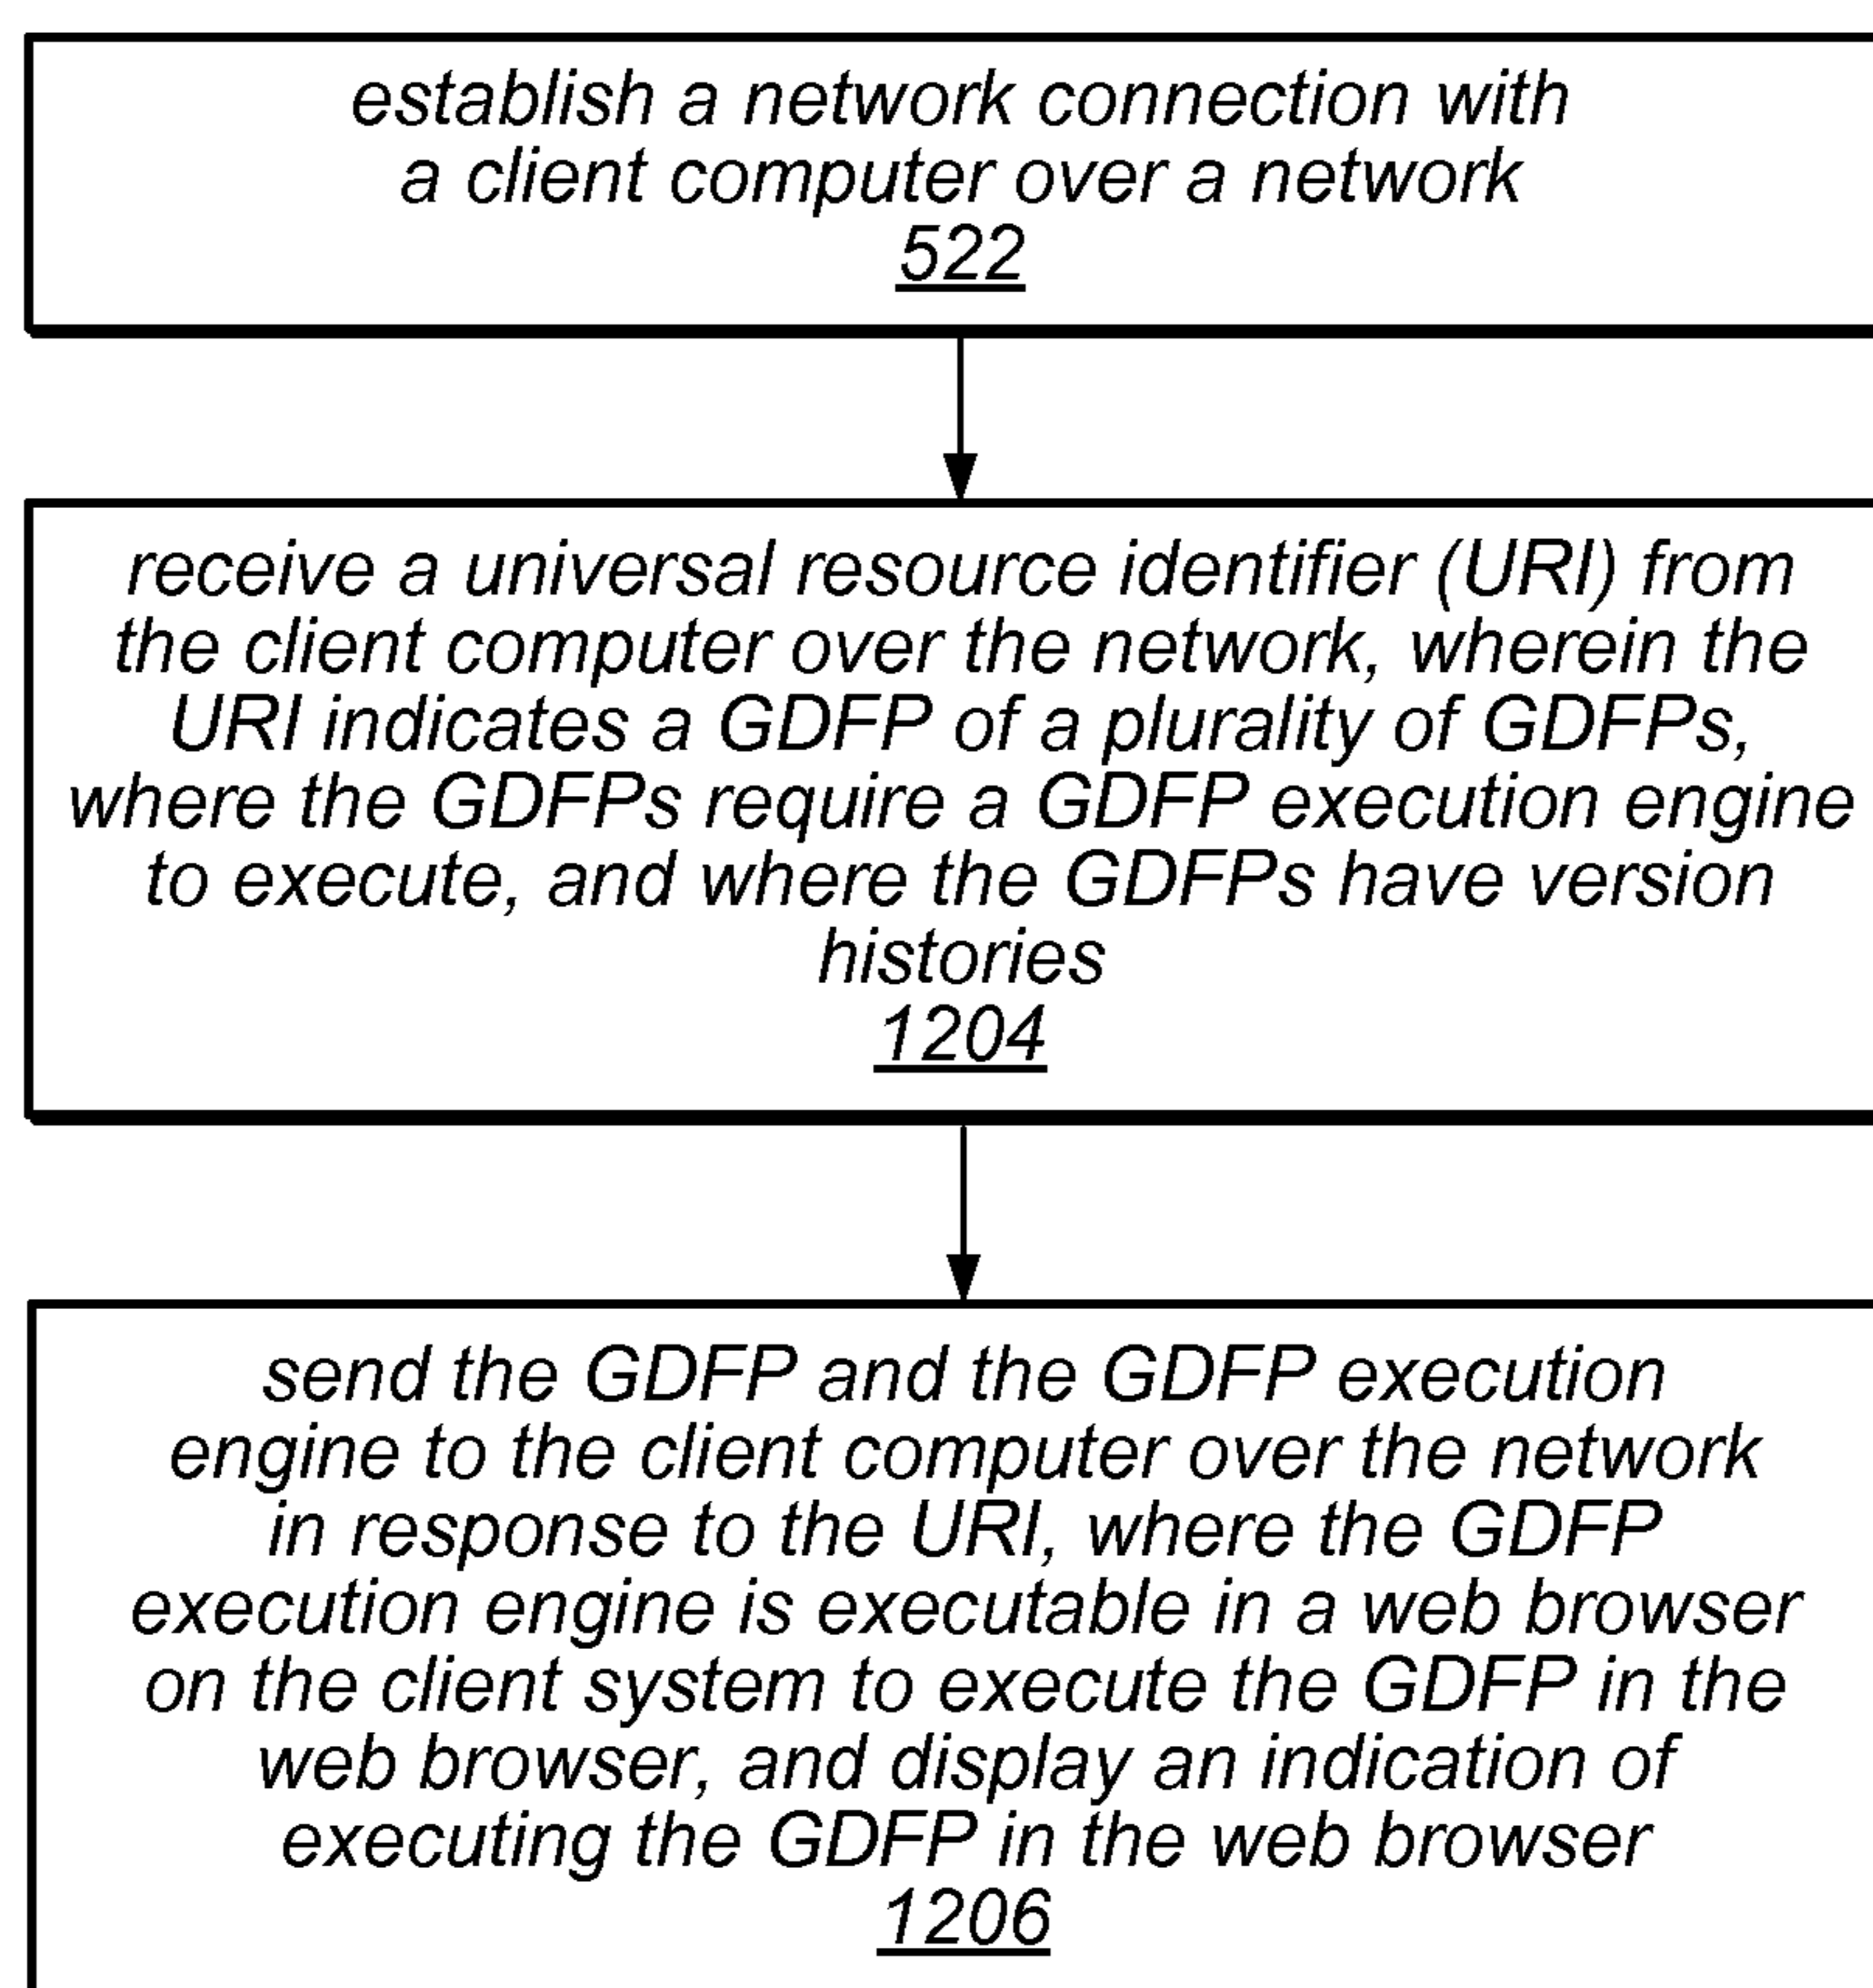 establish a network connection with
a client computer over a network
522
receive a universal resource identifier (URI) from
the client computer over the network, wherein the
URI indicates a GDFP of a plurality of GDFPs,
where the GDFPs require a GDFP execution engine
to execute, and where the GDFPs have version
histories
1204
send the GDFP and the GDFP execution
engine to the client computer over the network
in response to the URI, where the GDFP
execution engine is executable in a web browser
on the client system to execute the GDFP in the
web browser, and display an indication of
executing the GDFP in the web browser
1206